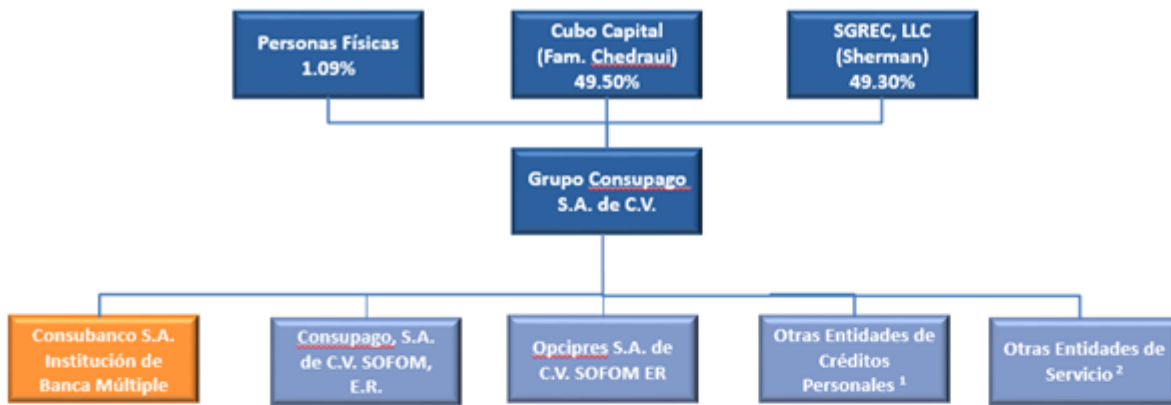 Personas Físicas
1.09%
Cubo Capital
(Fam. Chedraui)
49.50%
SGREC, LLC
(Sherman)
49.30%
Grupo Consupago
S.A. de C.V.
Consubanco S.A.
Institución de
Banca Múltiple
Consupago, S.A.
de C.V. SOFOM,
E.R.
Opcipres S.A. de
C.V. SOFOM ER
Otras Entidades de
Créditos
Personales 1
Otras Entidades de
Servicio 2